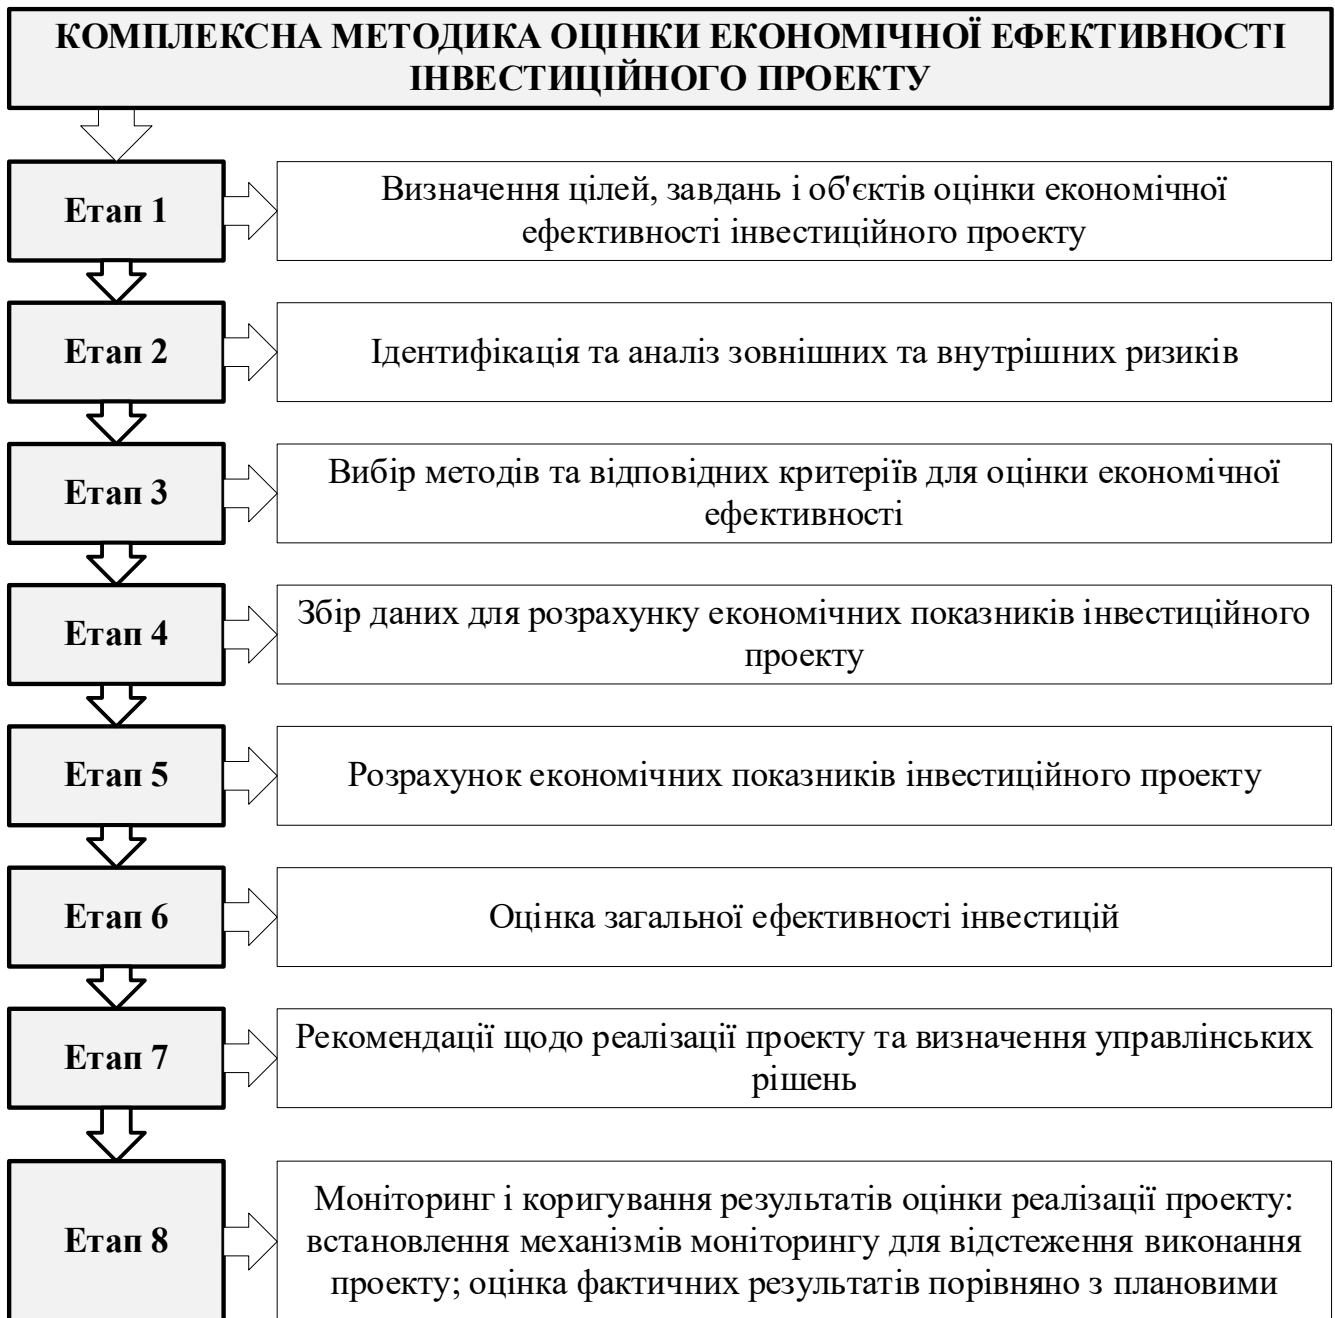 КОМПЛЕКСНА МЕТОДИКА ОЦІНКИ ЕКОНОМІЧНОЇ ЕФЕКТИВНОСТІ
ІНВЕСТИЦІЙНОГО ПРОЕКТУ
Етап 1
Визначення цілей, завдань і об'єктів оцінки економічної
ефективності інвестиційного проекту
Етап 2
Ідентифікація та аналіз зовнішних та внутрішних ризиків
Етап 3
Вибір методів та відповідних критеріїв для оцінки економічної
ефективності
Етап 4
Збір даних для розрахунку економічних показників інвестиційного
проекту
Етап 5
Розрахунок економічних показників інвестиційного проекту
Етап 6
Оцінка загальної ефективності інвестицій
Етап 7
Рекомендації щодо реалізації проекту та визначення управлінських
рішень
Етап 8
Моніторинг і коригування результатів оцінки реалізації проекту:
встановлення механізмів моніторингу для відстеження виконання
проекту; оцінка фактичних результатів порівняно з плановими